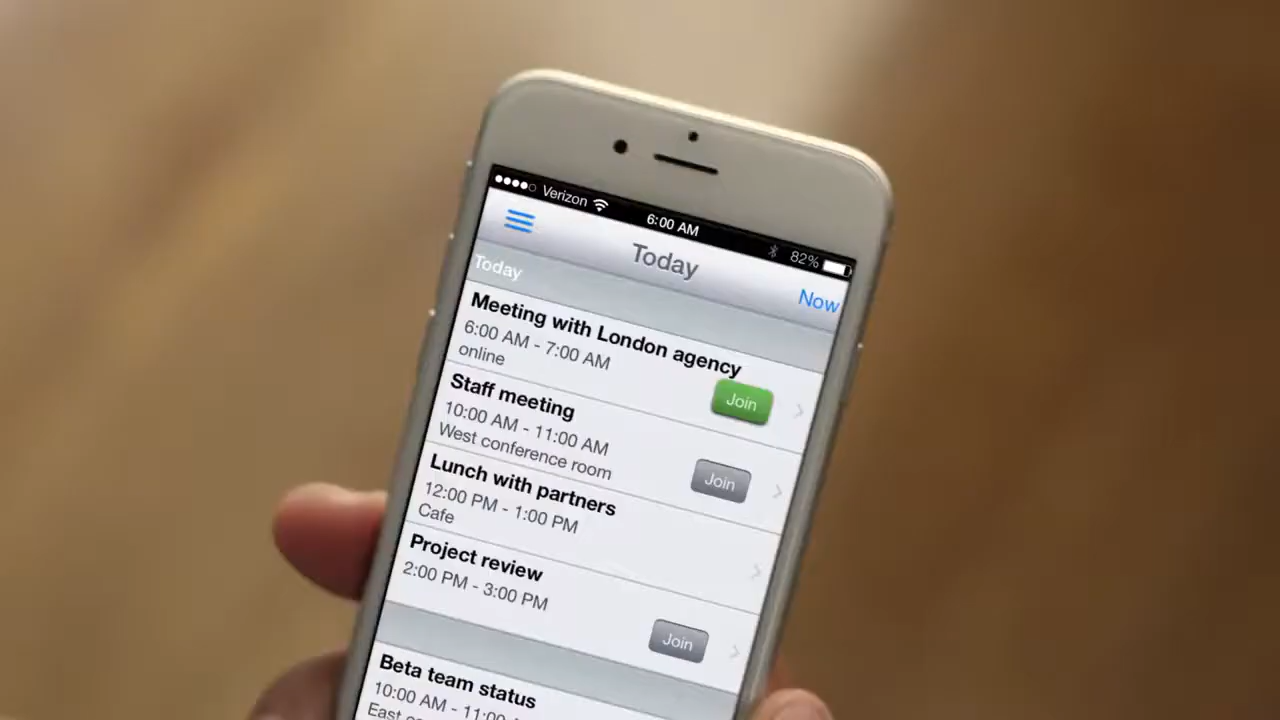 Verizon 6:00 AM 82%
Today
Now
Today
Meeting with London agency
6:00 AM - 7:00 AM
online
Join
Staff meeting
10:00 AM - 11:00 AM
West conference room
Join
Lunch with partners
12:00 PM - 1:00 PM
Cafe
Project review
2:00 PM - 3:00 PM
Join
Beta team status
10:00 AM - 11:00
East